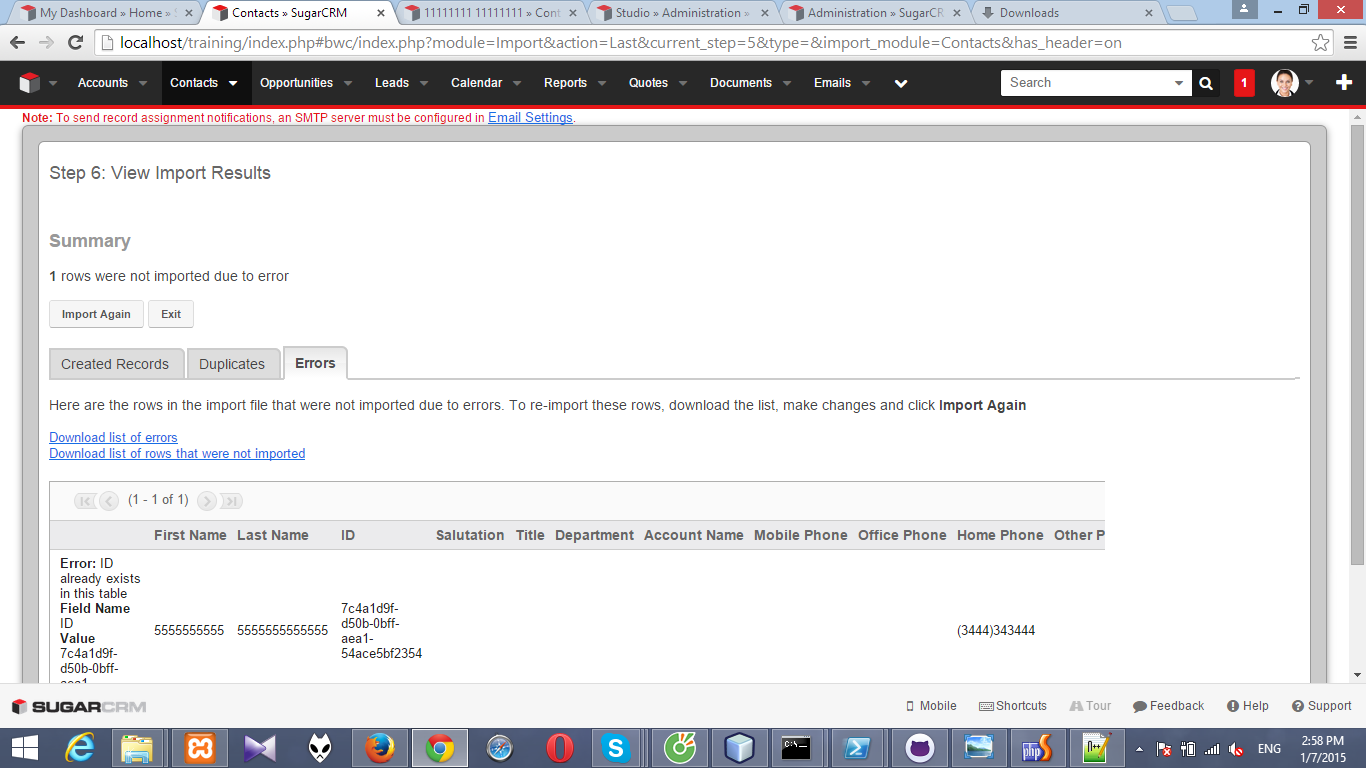 My Dashboard » Home » S
Contacts » SugarCRM
11111111 11111111 » Cont
Studio » Administration »
Administration » SugarCR
Downloads
localhost/training/index.php#bwc/index.php?module=Import&action=Last&current_step=5&type=&import_module=Contacts&has_header=on
Accounts
Contacts
Opportunities
Leads
Calendar
Reports
Quotes
Documents
Emails
Search
1
Note: To send record assignment notifications, an SMTP server must be configured in Email Settings.
Step 6: View Import Results
Summary
1 rows were not imported due to error
Import Again
Exit
Created Records
Duplicates
Errors
Here are the rows in the import file that were not imported due to errors. To re-import these rows, download the list, make changes and click Import Again
Download list of errors
Download list of rows that were not imported
(1 - 1 of 1)
First Name Last Name ID Salutation Title Department Account Name Mobile Phone Office Phone Home Phone Other P
Error: ID
already exists
in this table
Field Name
ID
Value
7c4a1d9f-
d50b-0bff-
aea1-
5555555555
5555555555555
7c4a1d9f-
d50b-0bff-
aea1-
54ace5bf2354
(3444)343444
SUGARCRM
Mobile
Shortcuts
Tour
Feedback
Help
Support
ENG
2:58 PM
1/7/2015